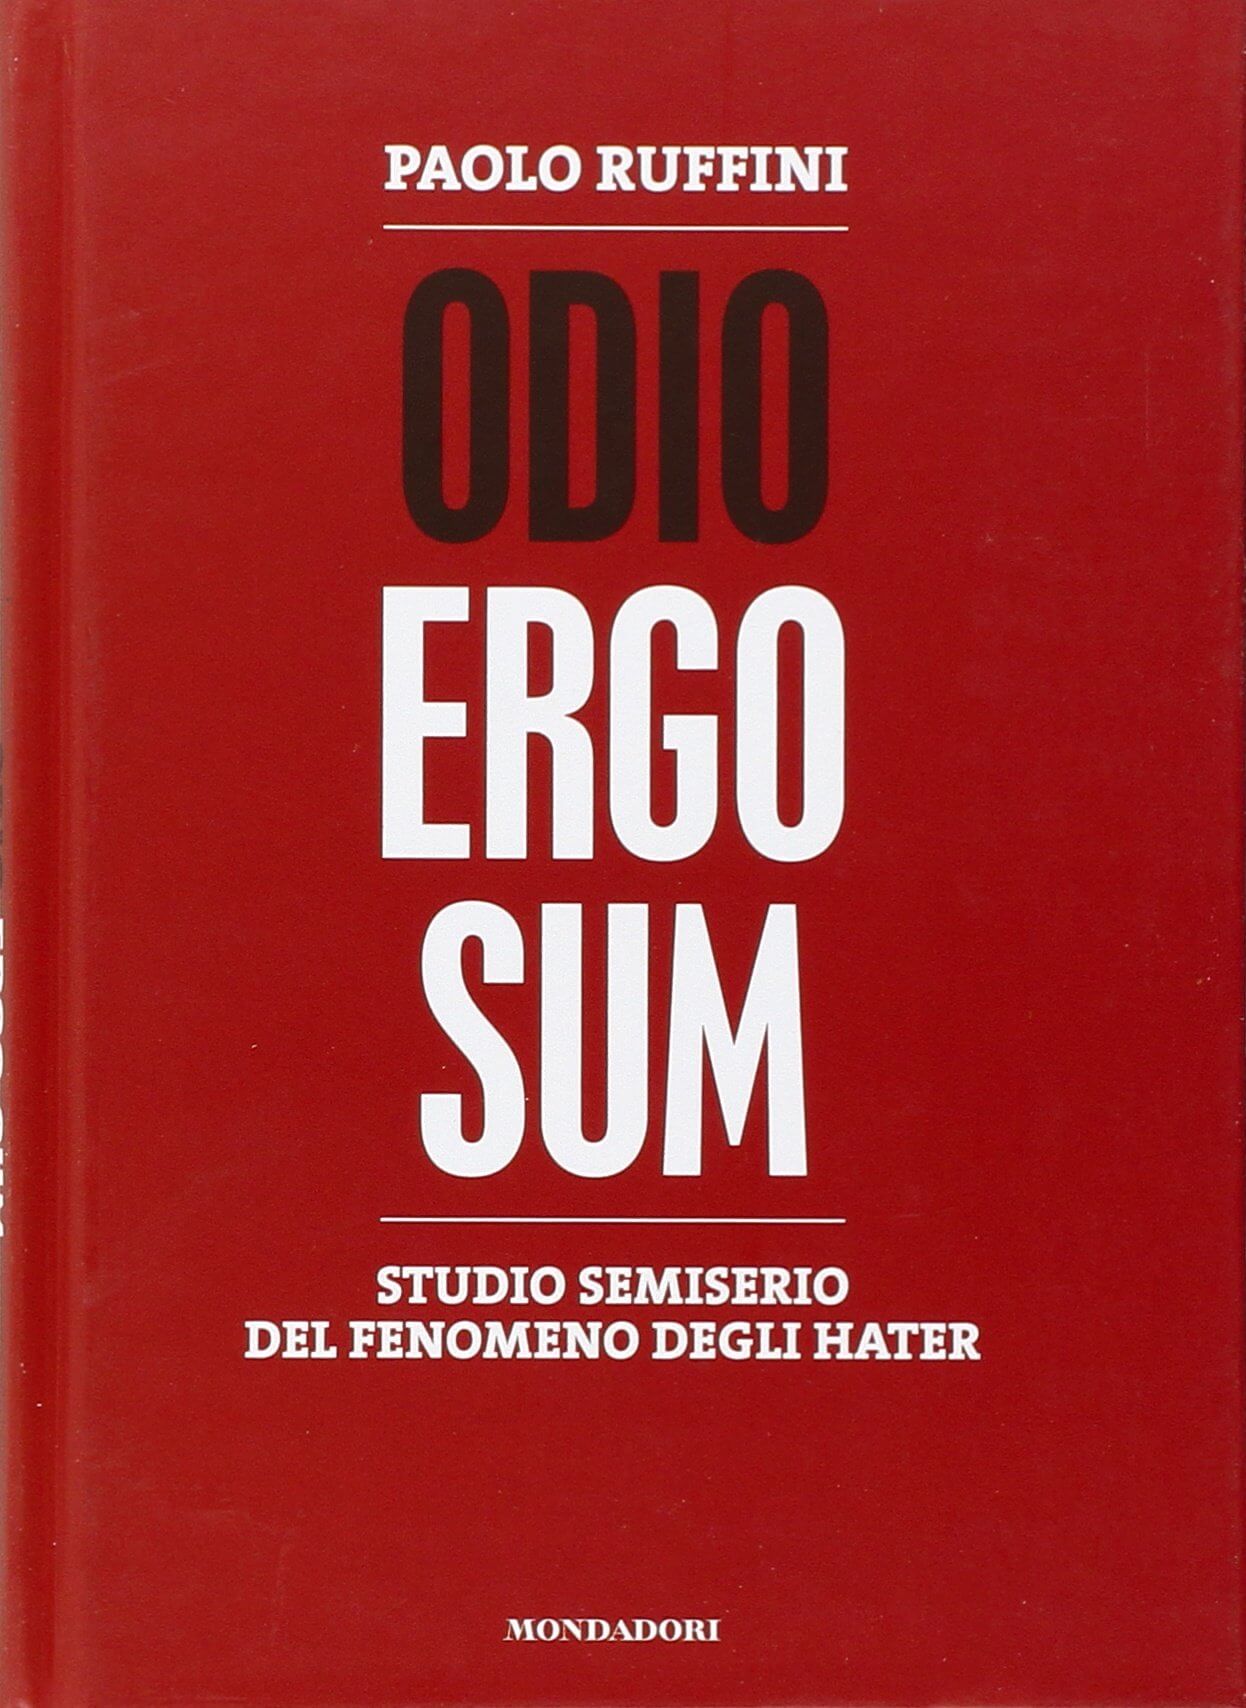 PAOLO RUFFINI
ODIO
ERGO
SUM
STUDIO SEMISERIO
DEL FENOMENO DEGLI HATER
MONDADORI